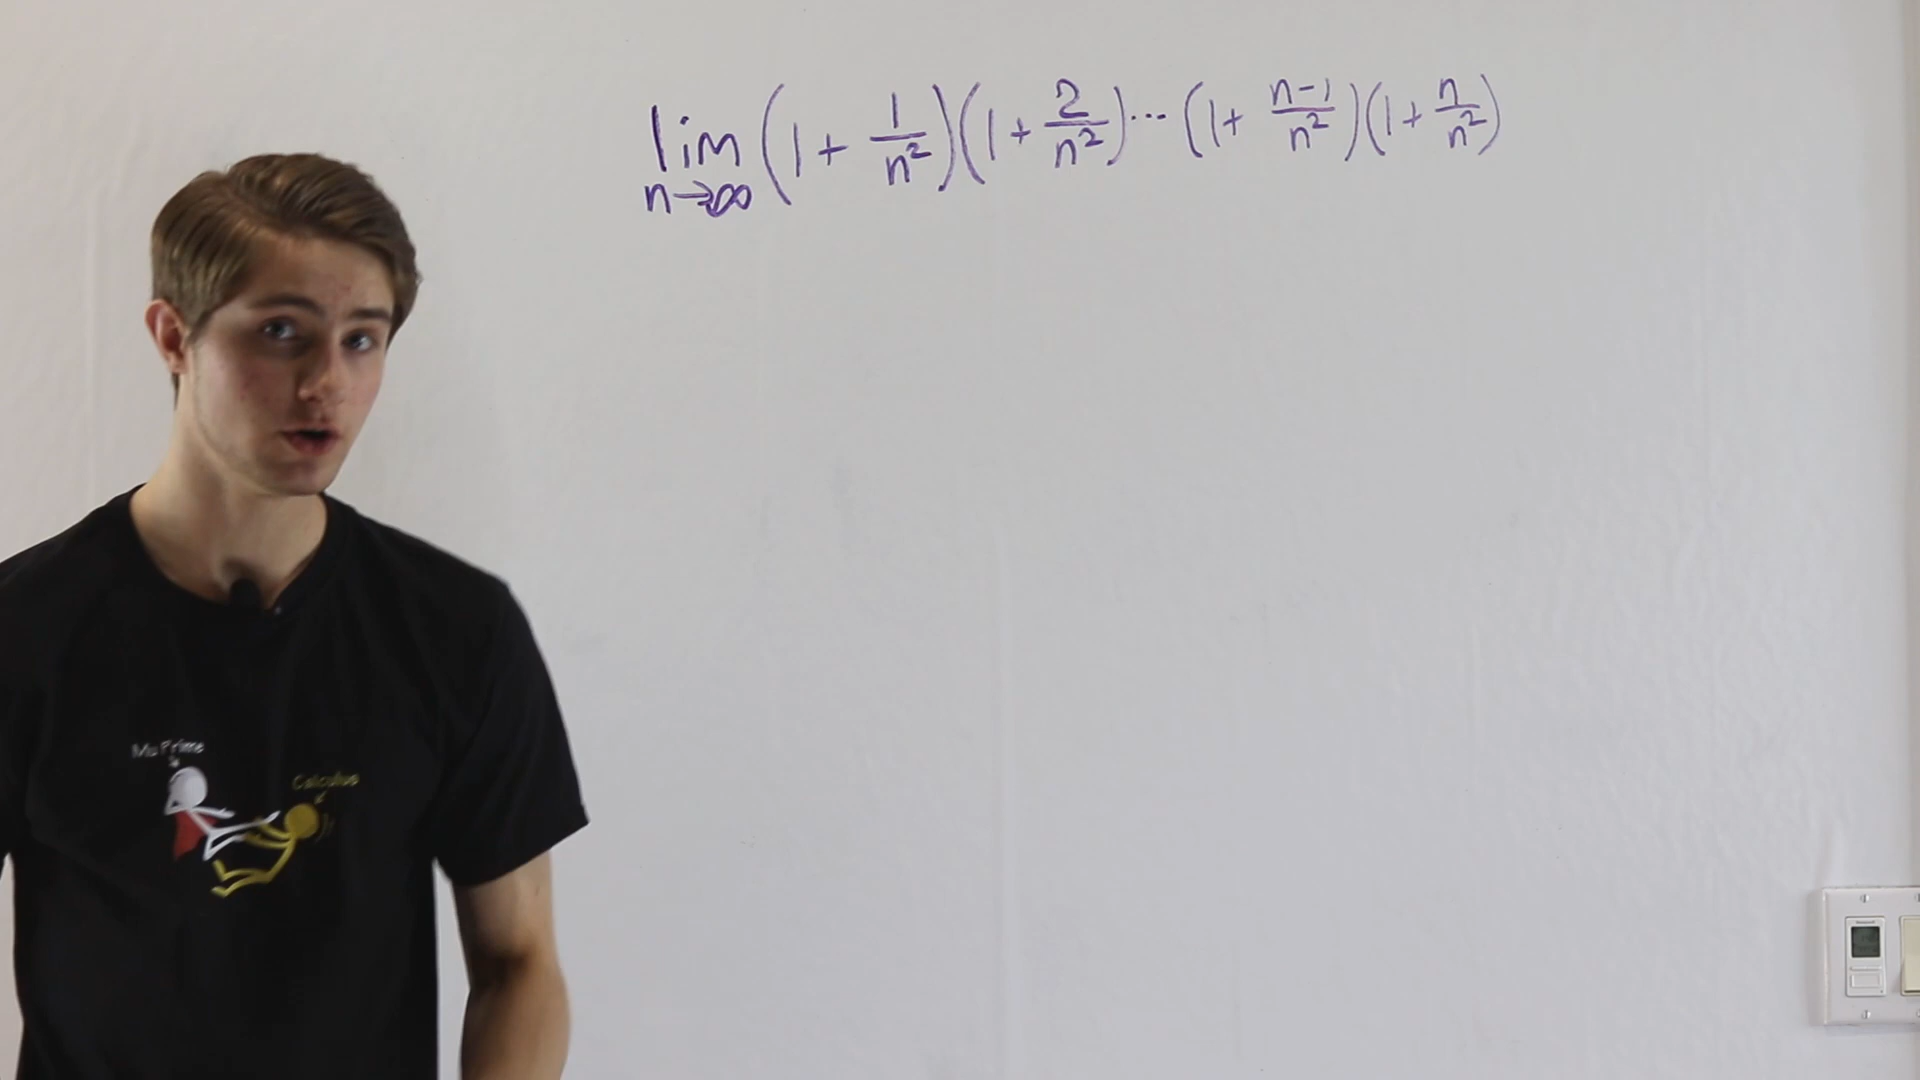 lim n→∞ (1 + 1/n²)(1 + 2/n²)⋯(1 + n-1/n²)(1 + n/n²)
Mu Prime
Calculus